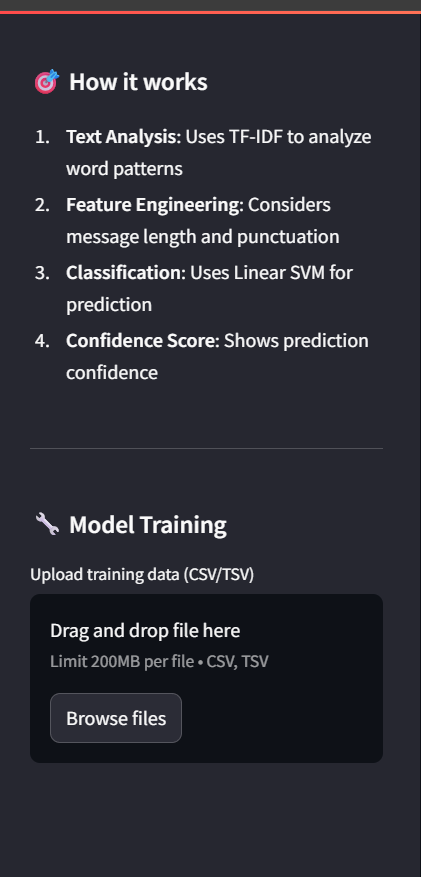 How it works
1. Text Analysis: Uses TF-IDF to analyze
word patterns
2. Feature Engineering: Considers
message length and punctuation
3. Classification: Uses Linear SVM for
prediction
4. Confidence Score: Shows prediction
confidence
Model Training
Upload training data (CSV/TSV)
Drag and drop file here
Limit 200MB per file • CSV, TSV
Browse files